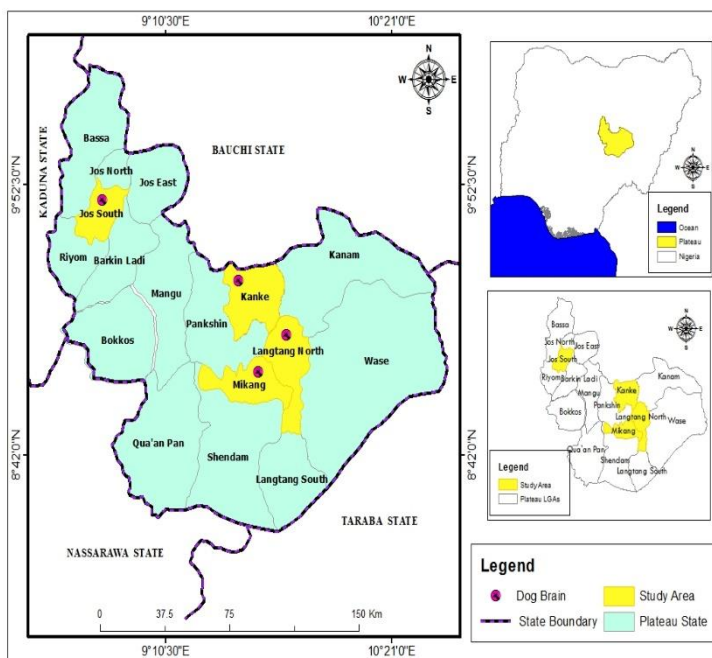 9°10'30"E
10°21'0"E
N
W E
S
BAUCHI STATE
KADUNA STATE
9°52'30"N
9°52'30"N
8°42'0"N
8°42'0"N
Bassa
Jos North
Jos East
Jos South
Riyom
Barkin Ladi
Mangu
Bokkos
Pankshin
Kanke
Kanam
Langtang North
Wase
Mikang
Qua'an Pan
Shendam
Langtang South
TARABA STATE
NASSARAWA STATE
0 37.5 75 150 Km
9°10'30"E
10°21'0"E
N
W E
S
Legend
Ocean
Plateau
Nigeria
N
W E
S
Bassa
Jos North
Jos East
Jos South
Riyom
Barkin Ladi
Mangu
Bokkos
Pankshin
Kanke
Kanam
Langtang North
Wase
Mikang
Qua'an Pan
Shendam
Langtang South
Legend
Study Area
Plateau LGAs
Legend
Dog Brain
Study Area
State Boundary
Plateau State